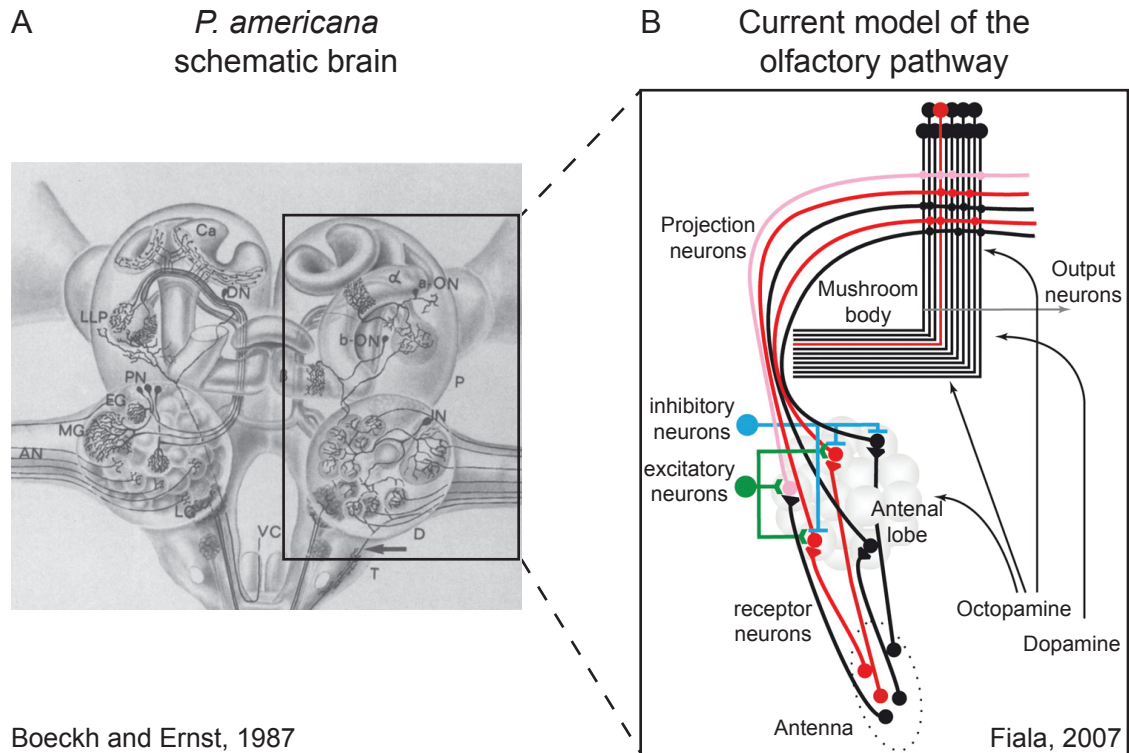 A
P. americana
schematic brain
Ca
DN
LLP
PN
EG
MG
AN
LG
VC
α
a-ON
b-ON
β
P
IN
D
T
Boeckh and Ernst, 1987
B
Current model of the
olfactory pathway
Projection
neurons
Mushroom
body
Output
neurons
inhibitory
neurons
excitatory
neurons
Antenal
lobe
receptor
neurons
Octopamine
Dopamine
Antenna
Fiala, 2007